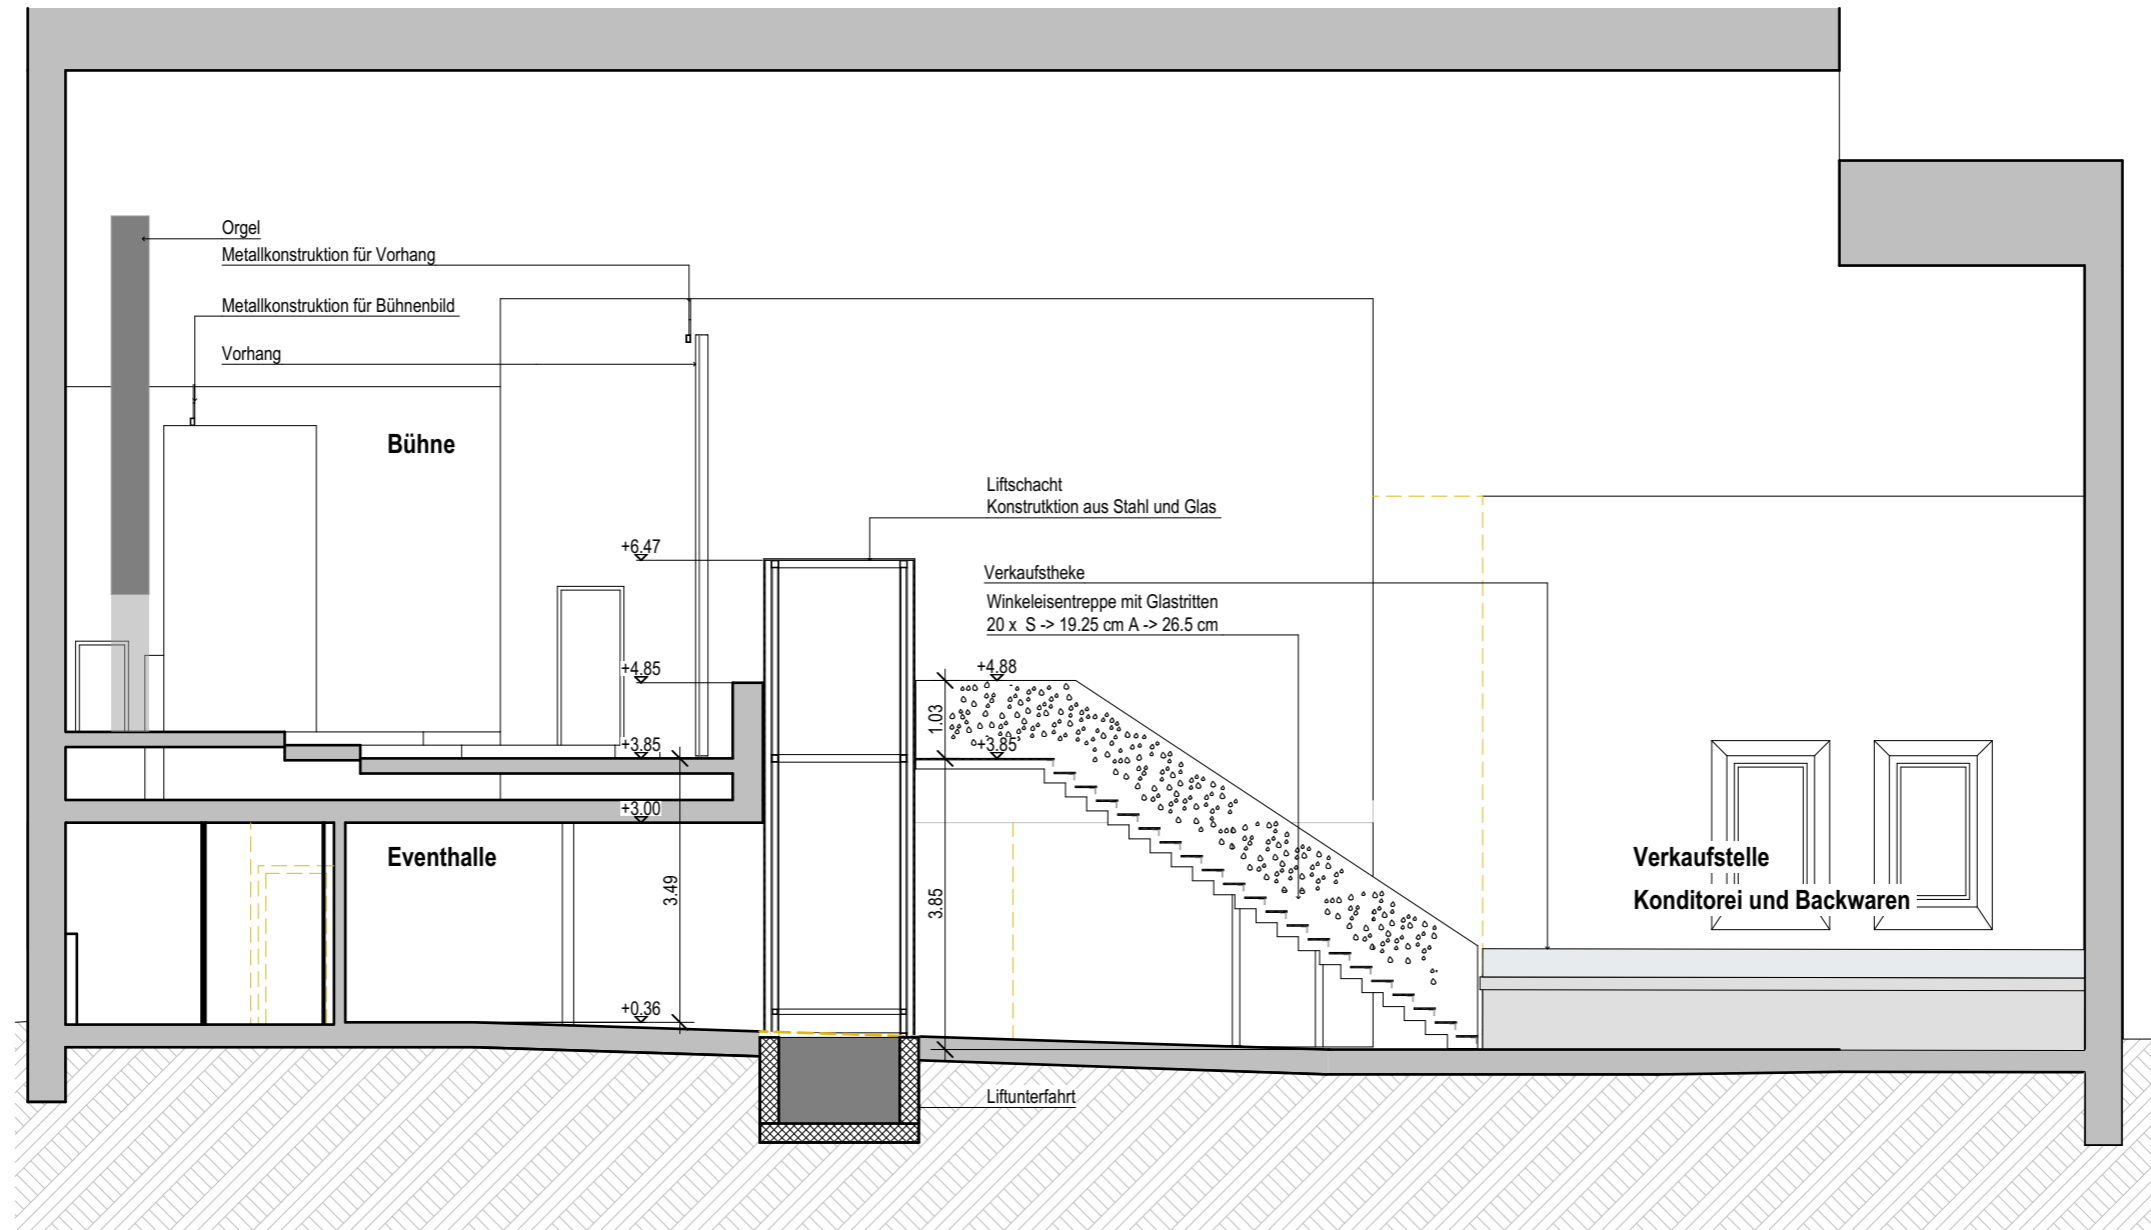 Orgel
Metallkonstruktion für Vorhang
Metallkonstruktion für Bühnenbild
Vorhang
Bühne
Liftschacht
Konstrutktion aus Stahl und Glas
+6.47
Verkaufstheke
Winkeleisentreppe mit Glastritten
20 x S -> 19.25 cm A -> 26.5 cm
+4.85
+4.88
1.03
+3.85
+3.85
+3.00
Eventhalle
3.49
3.85
Verkaufstelle
Konditorei und Backwaren
+0.36
Liftunterfahrt